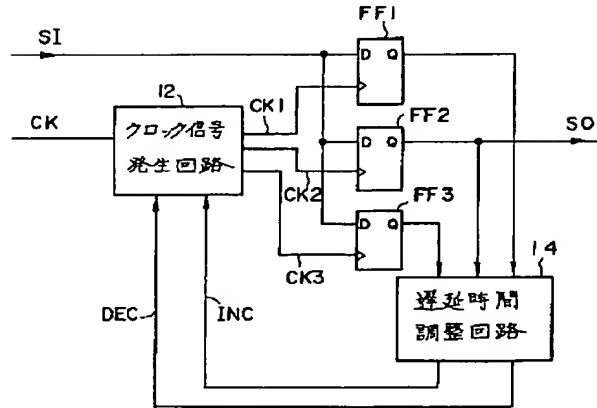 FF1
SI
D Q
12
CK1
CK
クロック信号
発生回路
FF2
SO
D Q
CK2
FF3
D Q
CK3
14
DEC
INC
遅延時間
調整回路